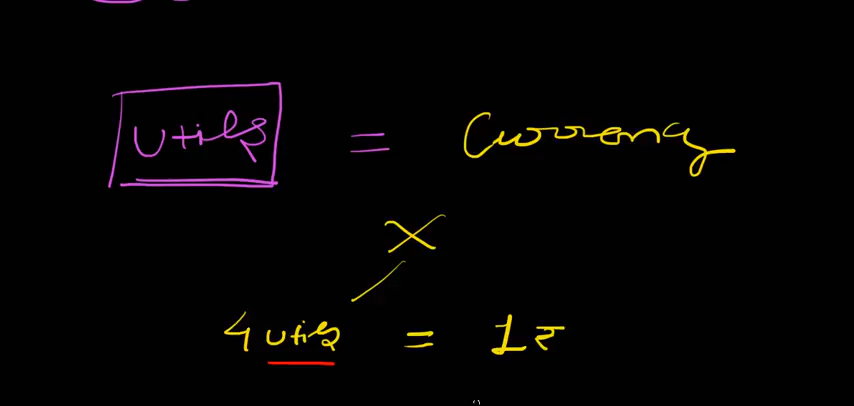 Utils = Currency
X
4 utils = 1₹